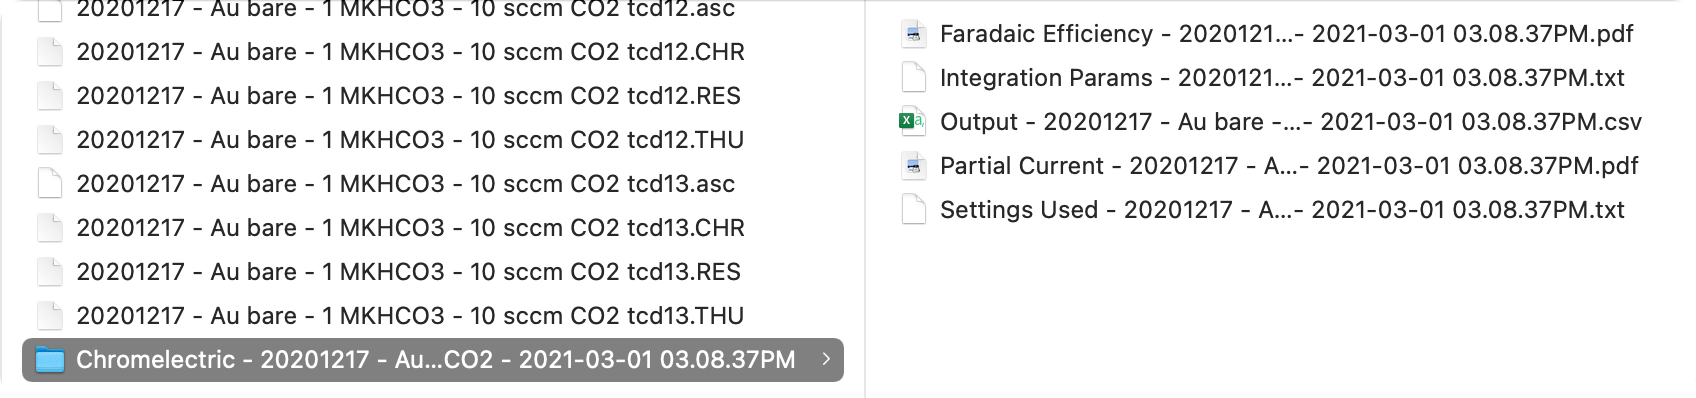 20201217 - Au bare - 1 MKHCO3 - 10 sccm CO2 tcd12.asc
20201217 - Au bare - 1 MKHCO3 - 10 sccm CO2 tcd12.CHR
20201217 - Au bare - 1 MKHCO3 - 10 sccm CO2 tcd12.RES
20201217 - Au bare - 1 MKHCO3 - 10 sccm CO2 tcd12.THU
20201217 - Au bare - 1 MKHCO3 - 10 sccm CO2 tcd13.asc
20201217 - Au bare - 1 MKHCO3 - 10 sccm CO2 tcd13.CHR
20201217 - Au bare - 1 MKHCO3 - 10 sccm CO2 tcd13.RES
20201217 - Au bare - 1 MKHCO3 - 10 sccm CO2 tcd13.THU
Chromelectric - 20201217 - Au...CO2 - 2021-03-01 03.08.37PM
Faradaic Efficiency - 2020121...- 2021-03-01 03.08.37PM.pdf
Integration Params - 2020121...- 2021-03-01 03.08.37PM.txt
Output - 20201217 - Au bare -...- 2021-03-01 03.08.37PM.csv
Partial Current - 20201217 - A...- 2021-03-01 03.08.37PM.pdf
Settings Used - 20201217 - A...- 2021-03-01 03.08.37PM.txt